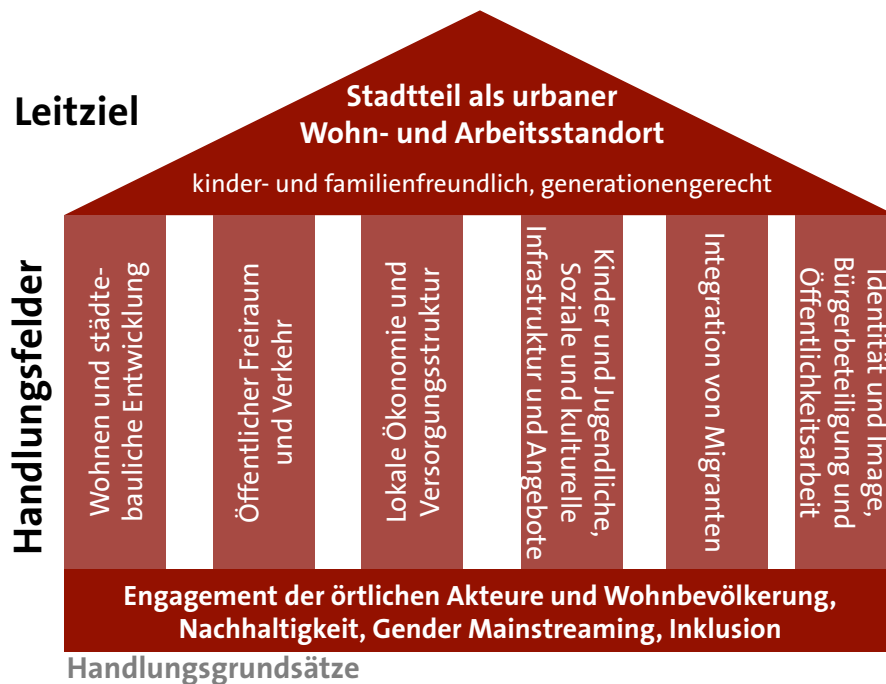 Leitziel
Stadtteil als urbaner
Wohn- und Arbeitsstandort
kinder- und familienfreundlich, generationengerecht
Handlungsfelder
Wohnen und städte-
bauliche Entwicklung
Öffentlicher Freiraum
und Verkehr
Lokale Ökonomie und
Versorgungsstruktur
Kinder und Jugendliche,
Soziale und kulturelle
Infrastruktur und Angebote
Integration von Migranten
Identität und Image,
Bürgerbeteiligung und
Öffentlichkeitsarbeit
Engagement der örtlichen Akteure und Wohnbevölkerung,
Nachhaltigkeit, Gender Mainstreaming, Inklusion
Handlungsgrundsätze